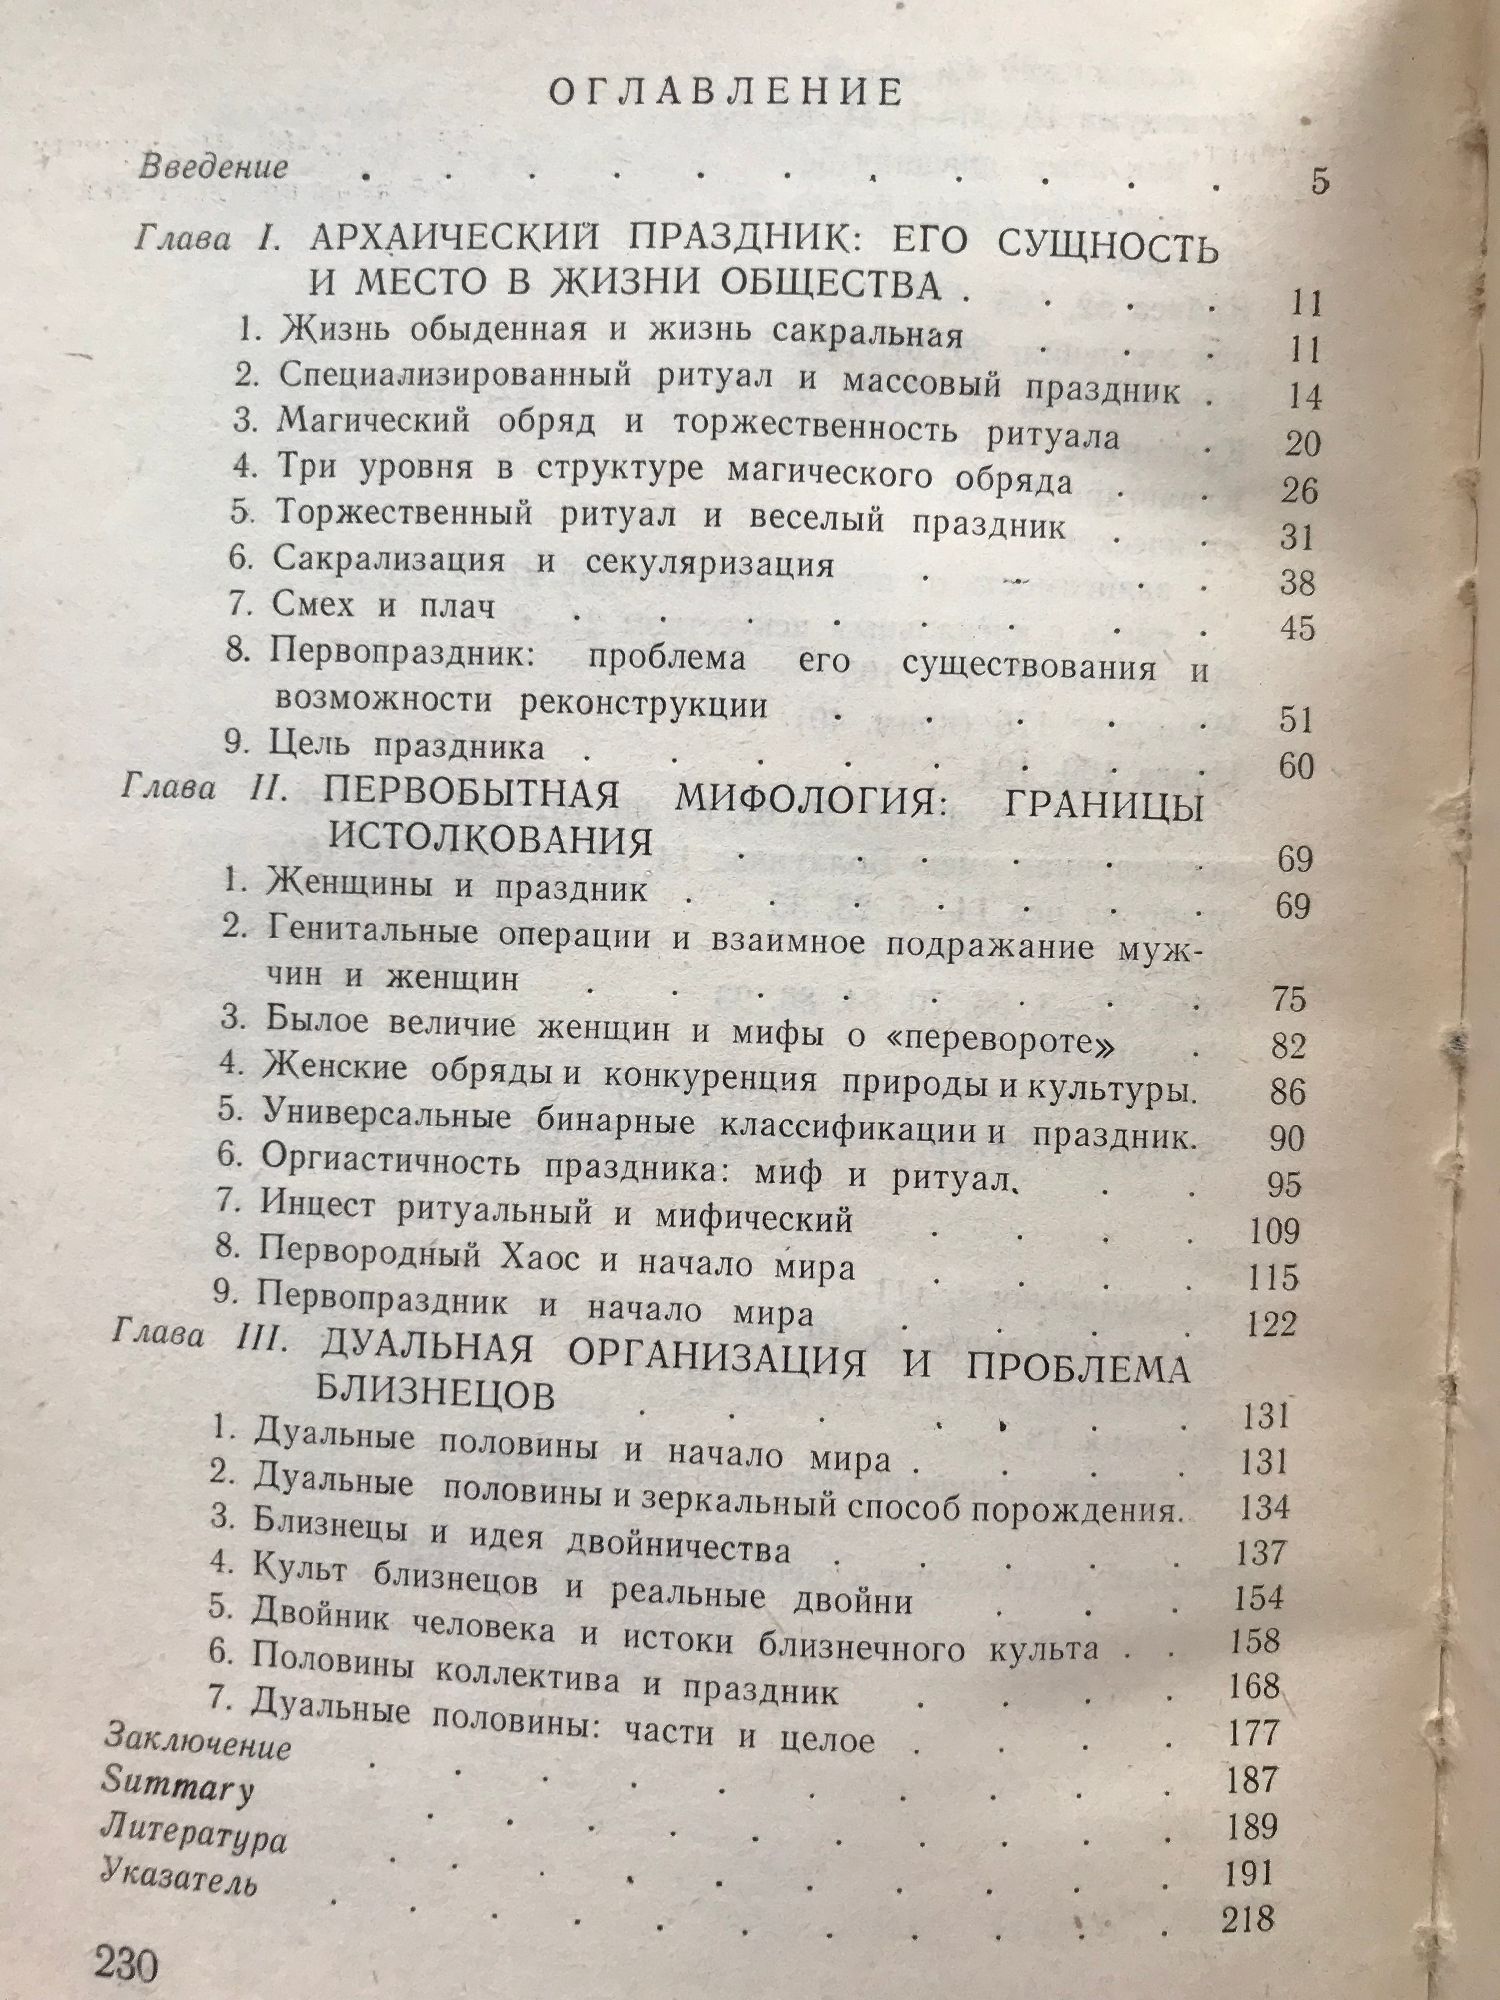 ОГЛАВЛЕНИЕ
Введение . . . . . . . . . . . 5
Глава I. АРХАИЧЕСКИЙ ПРАЗДНИК: ЕГО СУЩНОСТЬ
И МЕСТО В ЖИЗНИ ОБЩЕСТВА . . . . 11
1. Жизнь обыденная и жизнь сакральная . . . 11
2. Специализированный ритуал и массовый праздник . 14
3. Магический обряд и торжественность ритуала . 20
4. Три уровня в структуре магического обряда . . 26
5. Торжественный ритуал и веселый праздник . . 31
6. Сакрализация и секуляризация . . . . 38
7. Смех и плач . . . . . . . . 45
8. Первопраздник: проблема его существования и
возможности реконструкции . . . . . 51
9. Цель праздника . . . . . . . . 60
Глава II. ПЕРВОБЫТНАЯ МИФОЛОГИЯ: ГРАНИЦЫ
ИСТОЛКОВАНИЯ . . . . . . 69
1. Женщины и праздник . . . . . . . 69
2. Генитальные операции и взаимное подражание муж-
чин и женщин . . . . . . . . 75
3. Былое величие женщин и мифы о «перевороте» . 82
4. Женские обряды и конкуренция природы и культуры. 86
5. Универсальные бинарные классификации и праздник. 90
6. Оргиастичность праздника: миф и ритуал. . . 95
7. Инцест ритуальный и мифический . . . . 109
8. Первородный Хаос и начало мира . . . . 115
9. Первопраздник и начало мира . . . . 122
Глава III. ДУАЛЬНАЯ ОРГАНИЗАЦИЯ И ПРОБЛЕМА
БЛИЗНЕЦОВ . . . . . . . 131
1. Дуальные половины и начало мира . . . . 131
2. Дуальные половины и зеркальный способ порождения. 134
3. Близнецы и идея двойничества . . . . . 137
4. Культ близнецов и реальные двойни . . . 154
5. Двойник человека и истоки близнечного культа . . 158
6. Половины коллектива и праздник . . . . 168
7. Дуальные половины: части и целое . . . . 177
Заключение . . . . . . . . . . 187
Summary . . . . . . . . . . 189
Литература . . . . . . . . . . 191
Указатель . . . . . . . . . . . 218
230